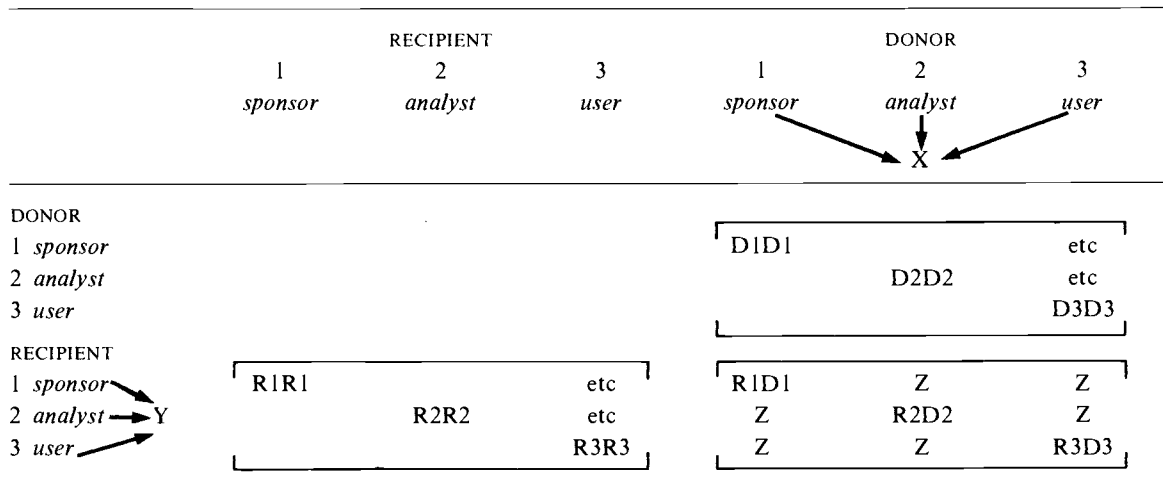 RECIPIENT DONOR
1 2 3 1 2 3
sponsor analyst user sponsor analyst user
X
DONOR
1 sponsor D1D1 etc
2 analyst D2D2 etc
3 user D3D3
RECIPIENT
1 sponsor R1R1 etc R1D1 Z Z
2 analyst Y R2R2 etc Z R2D2 Z
3 user R3R3 Z Z R3D3